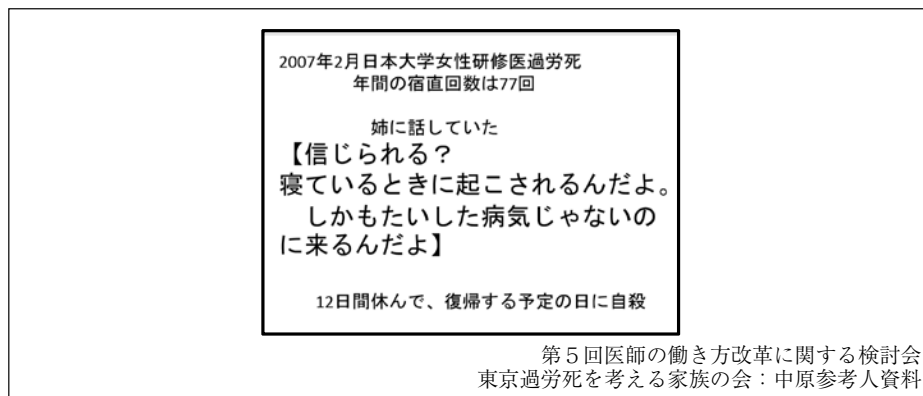 2007年2月日本大学女性研修医過労死
年間の宿直回数は77回
姉に話していた
【信じられる？
寝ているときに起こされるんだよ。
しかもたいした病気じゃないの
に来るんだよ】
12日間休んで、復帰する予定の日に自殺
第５回医師の働き方改革に関する検討会
東京過労死を考える家族の会：中原参考人資料